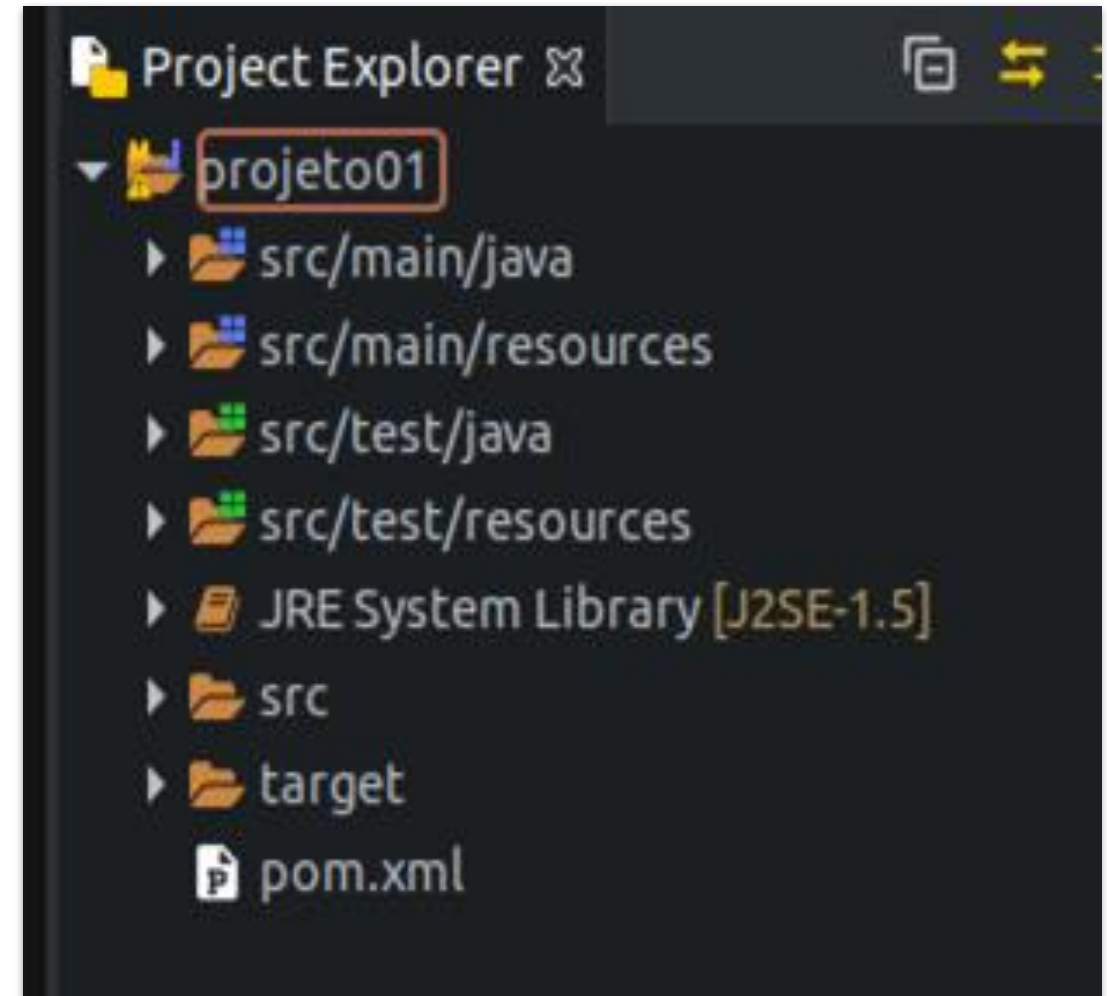 Project Explorer
projeto01
src/main/java
src/main/resources
src/test/java
src/test/resources
JRE System Library [J2SE-1.5]
src
target
pom.xml